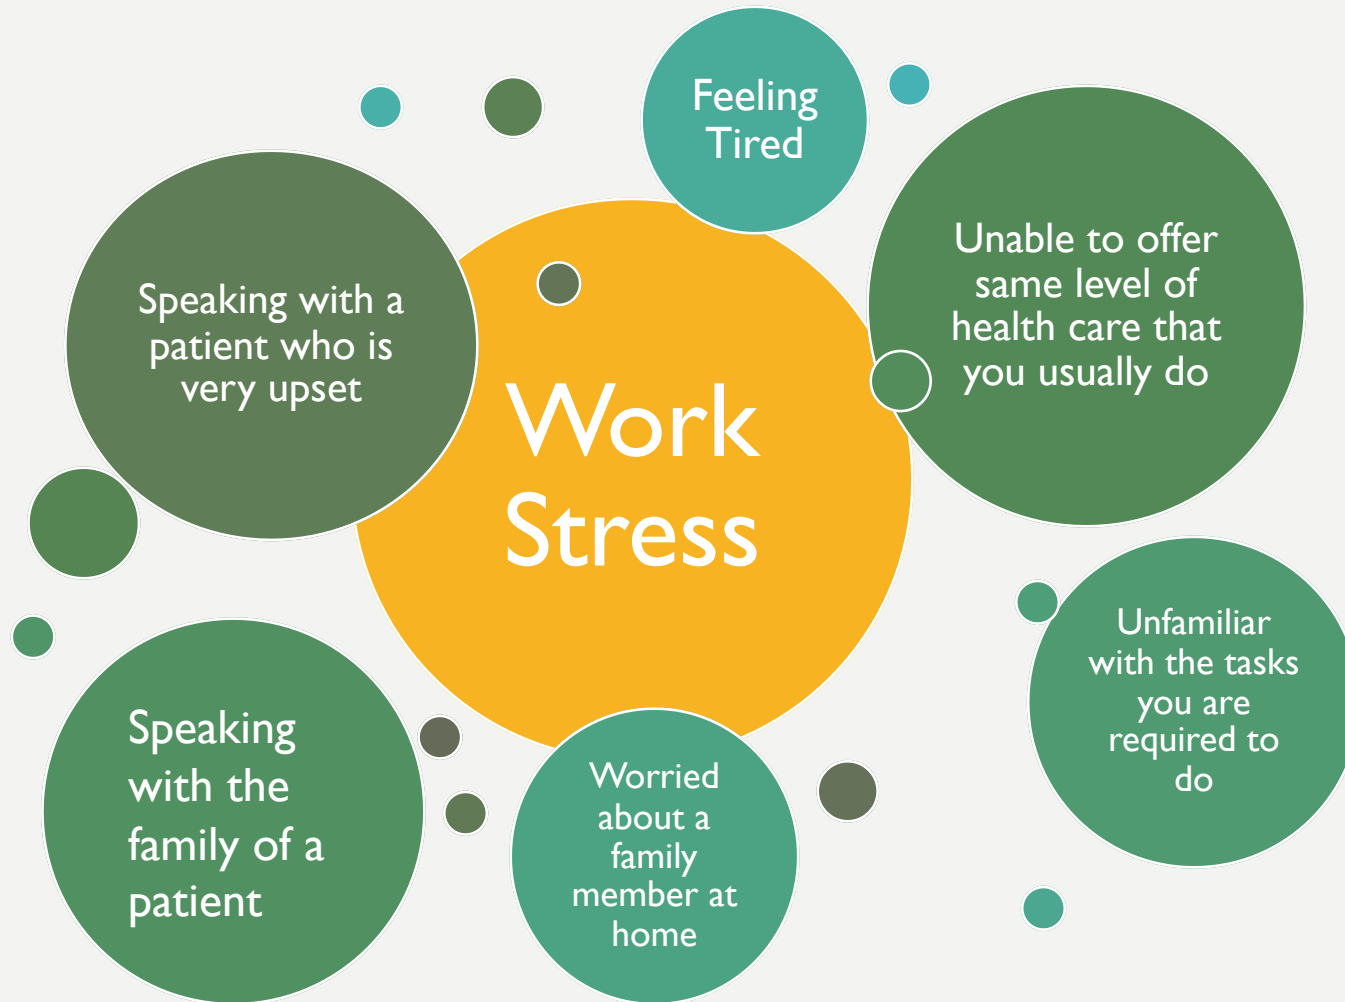 Feeling
Tired
Unable to offer
same level of
health care that
you usually do
Speaking with a
patient who is
very upset
Work
Stress
Unfamiliar
with the tasks
you are
required to
do
Speaking
with the
family of a
patient
Worried
about a
family
member at
home